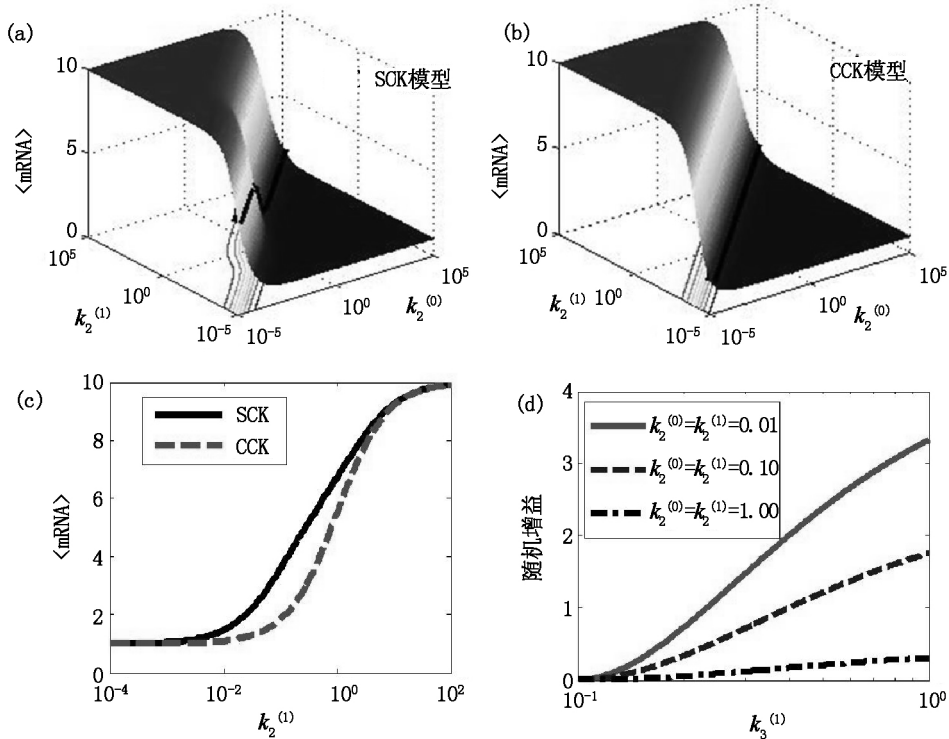 (a)
SCK模型
<mRNA>
10
5
0
10⁵
10⁰
10⁻⁵
k₂⁽¹⁾
10⁻⁵
10⁰
10⁵
k₂⁽⁰⁾
(b)
CCK模型
<mRNA>
10
5
0
10⁵
10⁰
10⁻⁵
k₂⁽¹⁾
10⁻⁵
10⁰
10⁵
k₂⁽⁰⁾
(c)
SCK
CCK
<mRNA>
10
8
6
4
2
0
10⁻⁴
10⁻²
10⁰
10²
k₂⁽¹⁾
(d)
k₂⁽⁰⁾=k₂⁽¹⁾=0.01
k₂⁽⁰⁾=k₂⁽¹⁾=0.10
k₂⁽⁰⁾=k₂⁽¹⁾=1.00
随机增益
4
3
2
1
0
10⁻¹
10⁰
k₃⁽¹⁾